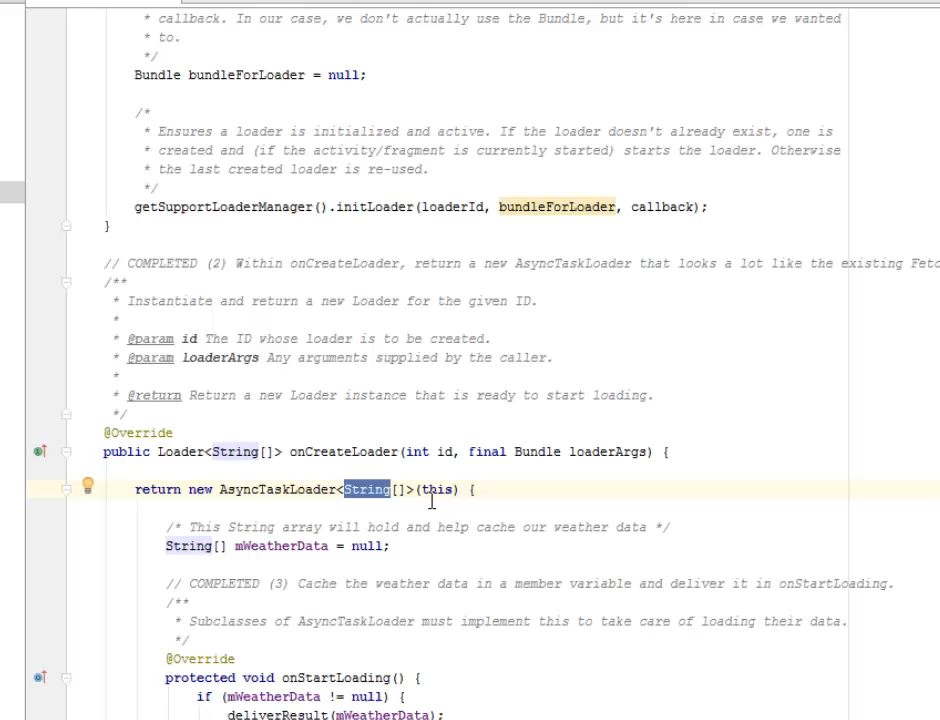 * callback. In our case, we don't actually use the Bundle, but it's here in case we wanted
* to.
*/
Bundle bundleForLoader = null;
/*
* Ensures a loader is initialized and active. If the loader doesn't already exist, one is
* created and (if the activity/fragment is currently started) starts the loader. Otherwise
* the last created loader is re-used.
*/
getSupportLoaderManager().initLoader(loaderId, bundleForLoader, callback);
}
// COMPLETED (2) Within onCreateLoader, return a new AsyncTaskLoader that looks a lot like the existing Fetc
/**
* Instantiate and return a new Loader for the given ID.
*
* @param id The ID whose loader is to be created.
* @param loaderArgs Any arguments supplied by the caller.
*
* @return Return a new Loader instance that is ready to start loading.
*/
@Override
public Loader<String[]> onCreateLoader(int id, final Bundle loaderArgs) {
return new AsyncTaskLoader<String[]>(this) {
/* This String array will hold and help cache our weather data */
String[] mWeatherData = null;
// COMPLETED (3) Cache the weather data in a member variable and deliver it in onStartLoading.
/**
* Subclasses of AsyncTaskLoader must implement this to take care of loading their data.
*/
@Override
protected void onStartLoading() {
if (mWeatherData != null) {
deliverResult(mWeatherData);